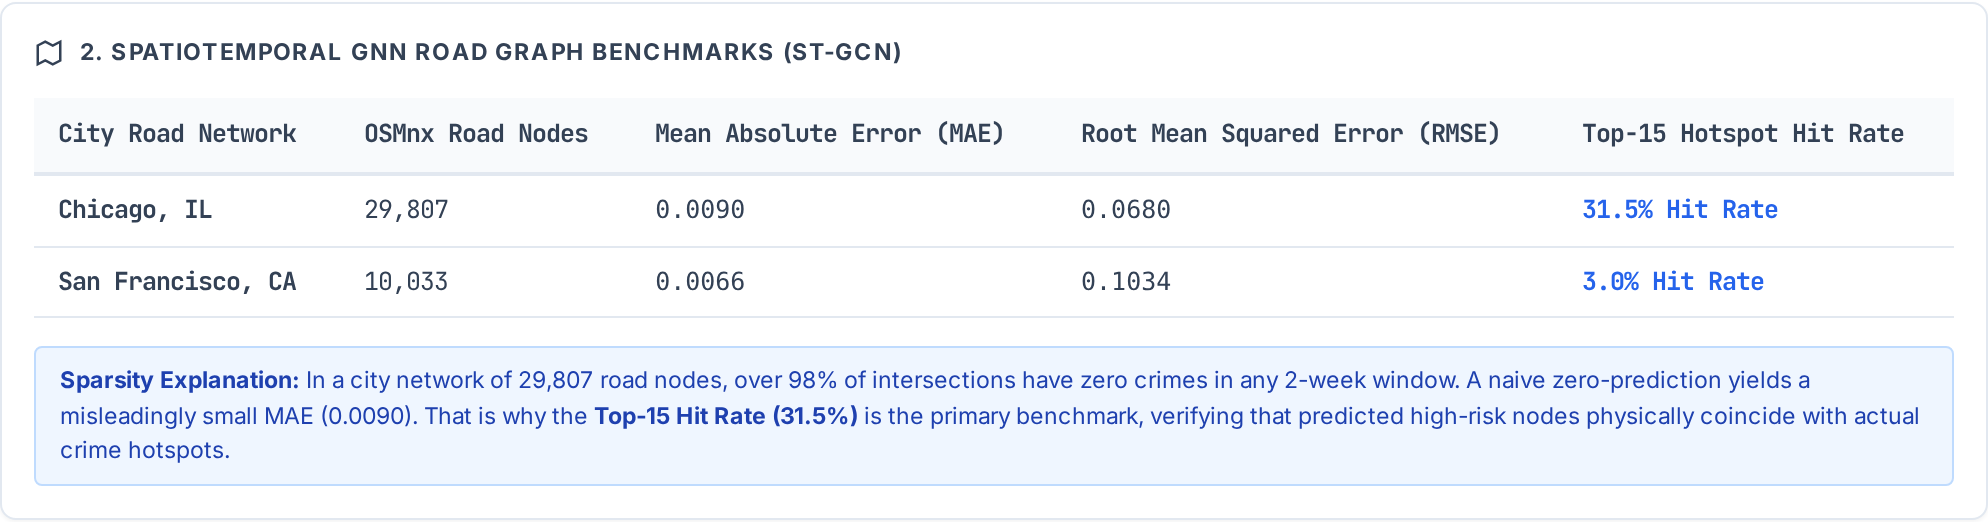 2. SPATIOTEMPORAL GNN ROAD GRAPH BENCHMARKS (ST-GCN)
City Road Network OSMnx Road Nodes Mean Absolute Error (MAE) Root Mean Squared Error (RMSE) Top-15 Hotspot Hit Rate
Chicago, IL 29,807 0.0090 0.0680 31.5% Hit Rate
San Francisco, CA 10,033 0.0066 0.1034 3.0% Hit Rate
Sparsity Explanation: In a city network of 29,807 road nodes, over 98% of intersections have zero crimes in any 2-week window. A naive zero-prediction yields a
misleadingly small MAE (0.0090). That is why the Top-15 Hit Rate (31.5%) is the primary benchmark, verifying that predicted high-risk nodes physically coincide with actual
crime hotspots.